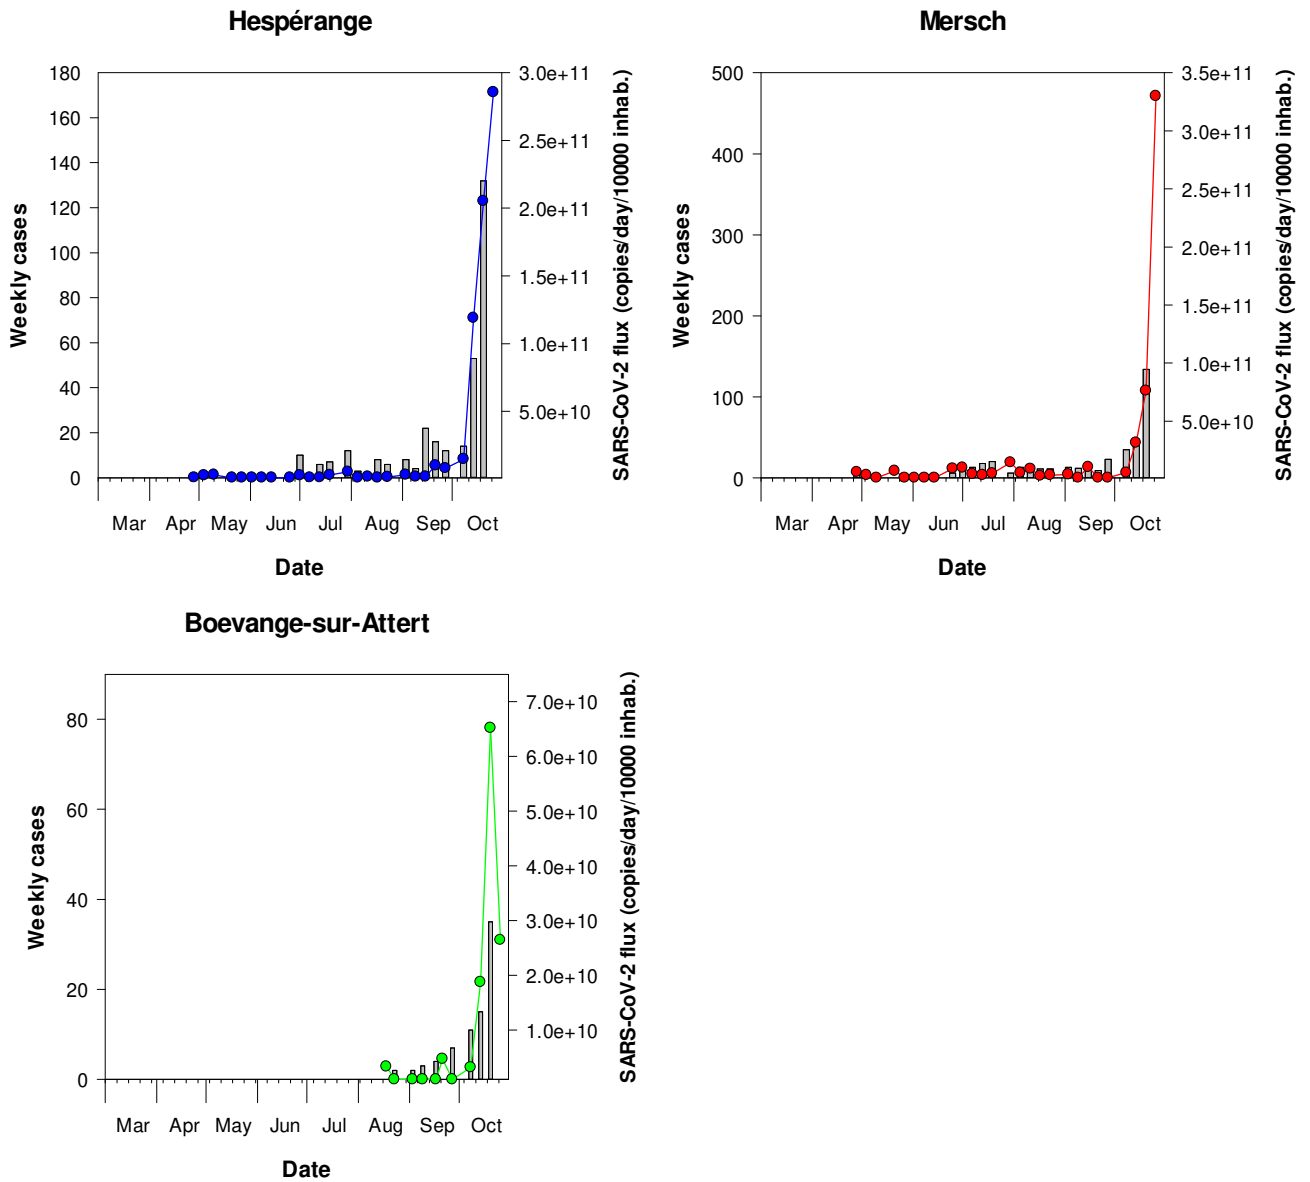 Hespérange
Weekly cases
180
160
140
120
100
80
60
40
20
0
3.0e+11
2.5e+11
2.0e+11
1.5e+11
1.0e+11
5.0e+10
SARS-CoV-2 flux (copies/day/10000 inhab.)
Mar Apr May Jun Jul Aug Sep Oct
Date
Mersch
Weekly cases
500
400
300
200
100
0
3.5e+11
3.0e+11
2.5e+11
2.0e+11
1.5e+11
1.0e+11
5.0e+10
SARS-CoV-2 flux (copies/day/10000 inhab.)
Mar Apr May Jun Jul Aug Sep Oct
Date
Boevange-sur-Attert
Weekly cases
80
60
40
20
0
7.0e+10
6.0e+10
5.0e+10
4.0e+10
3.0e+10
2.0e+10
1.0e+10
SARS-CoV-2 flux (copies/day/10000 inhab.)
Mar Apr May Jun Jul Aug Sep Oct
Date